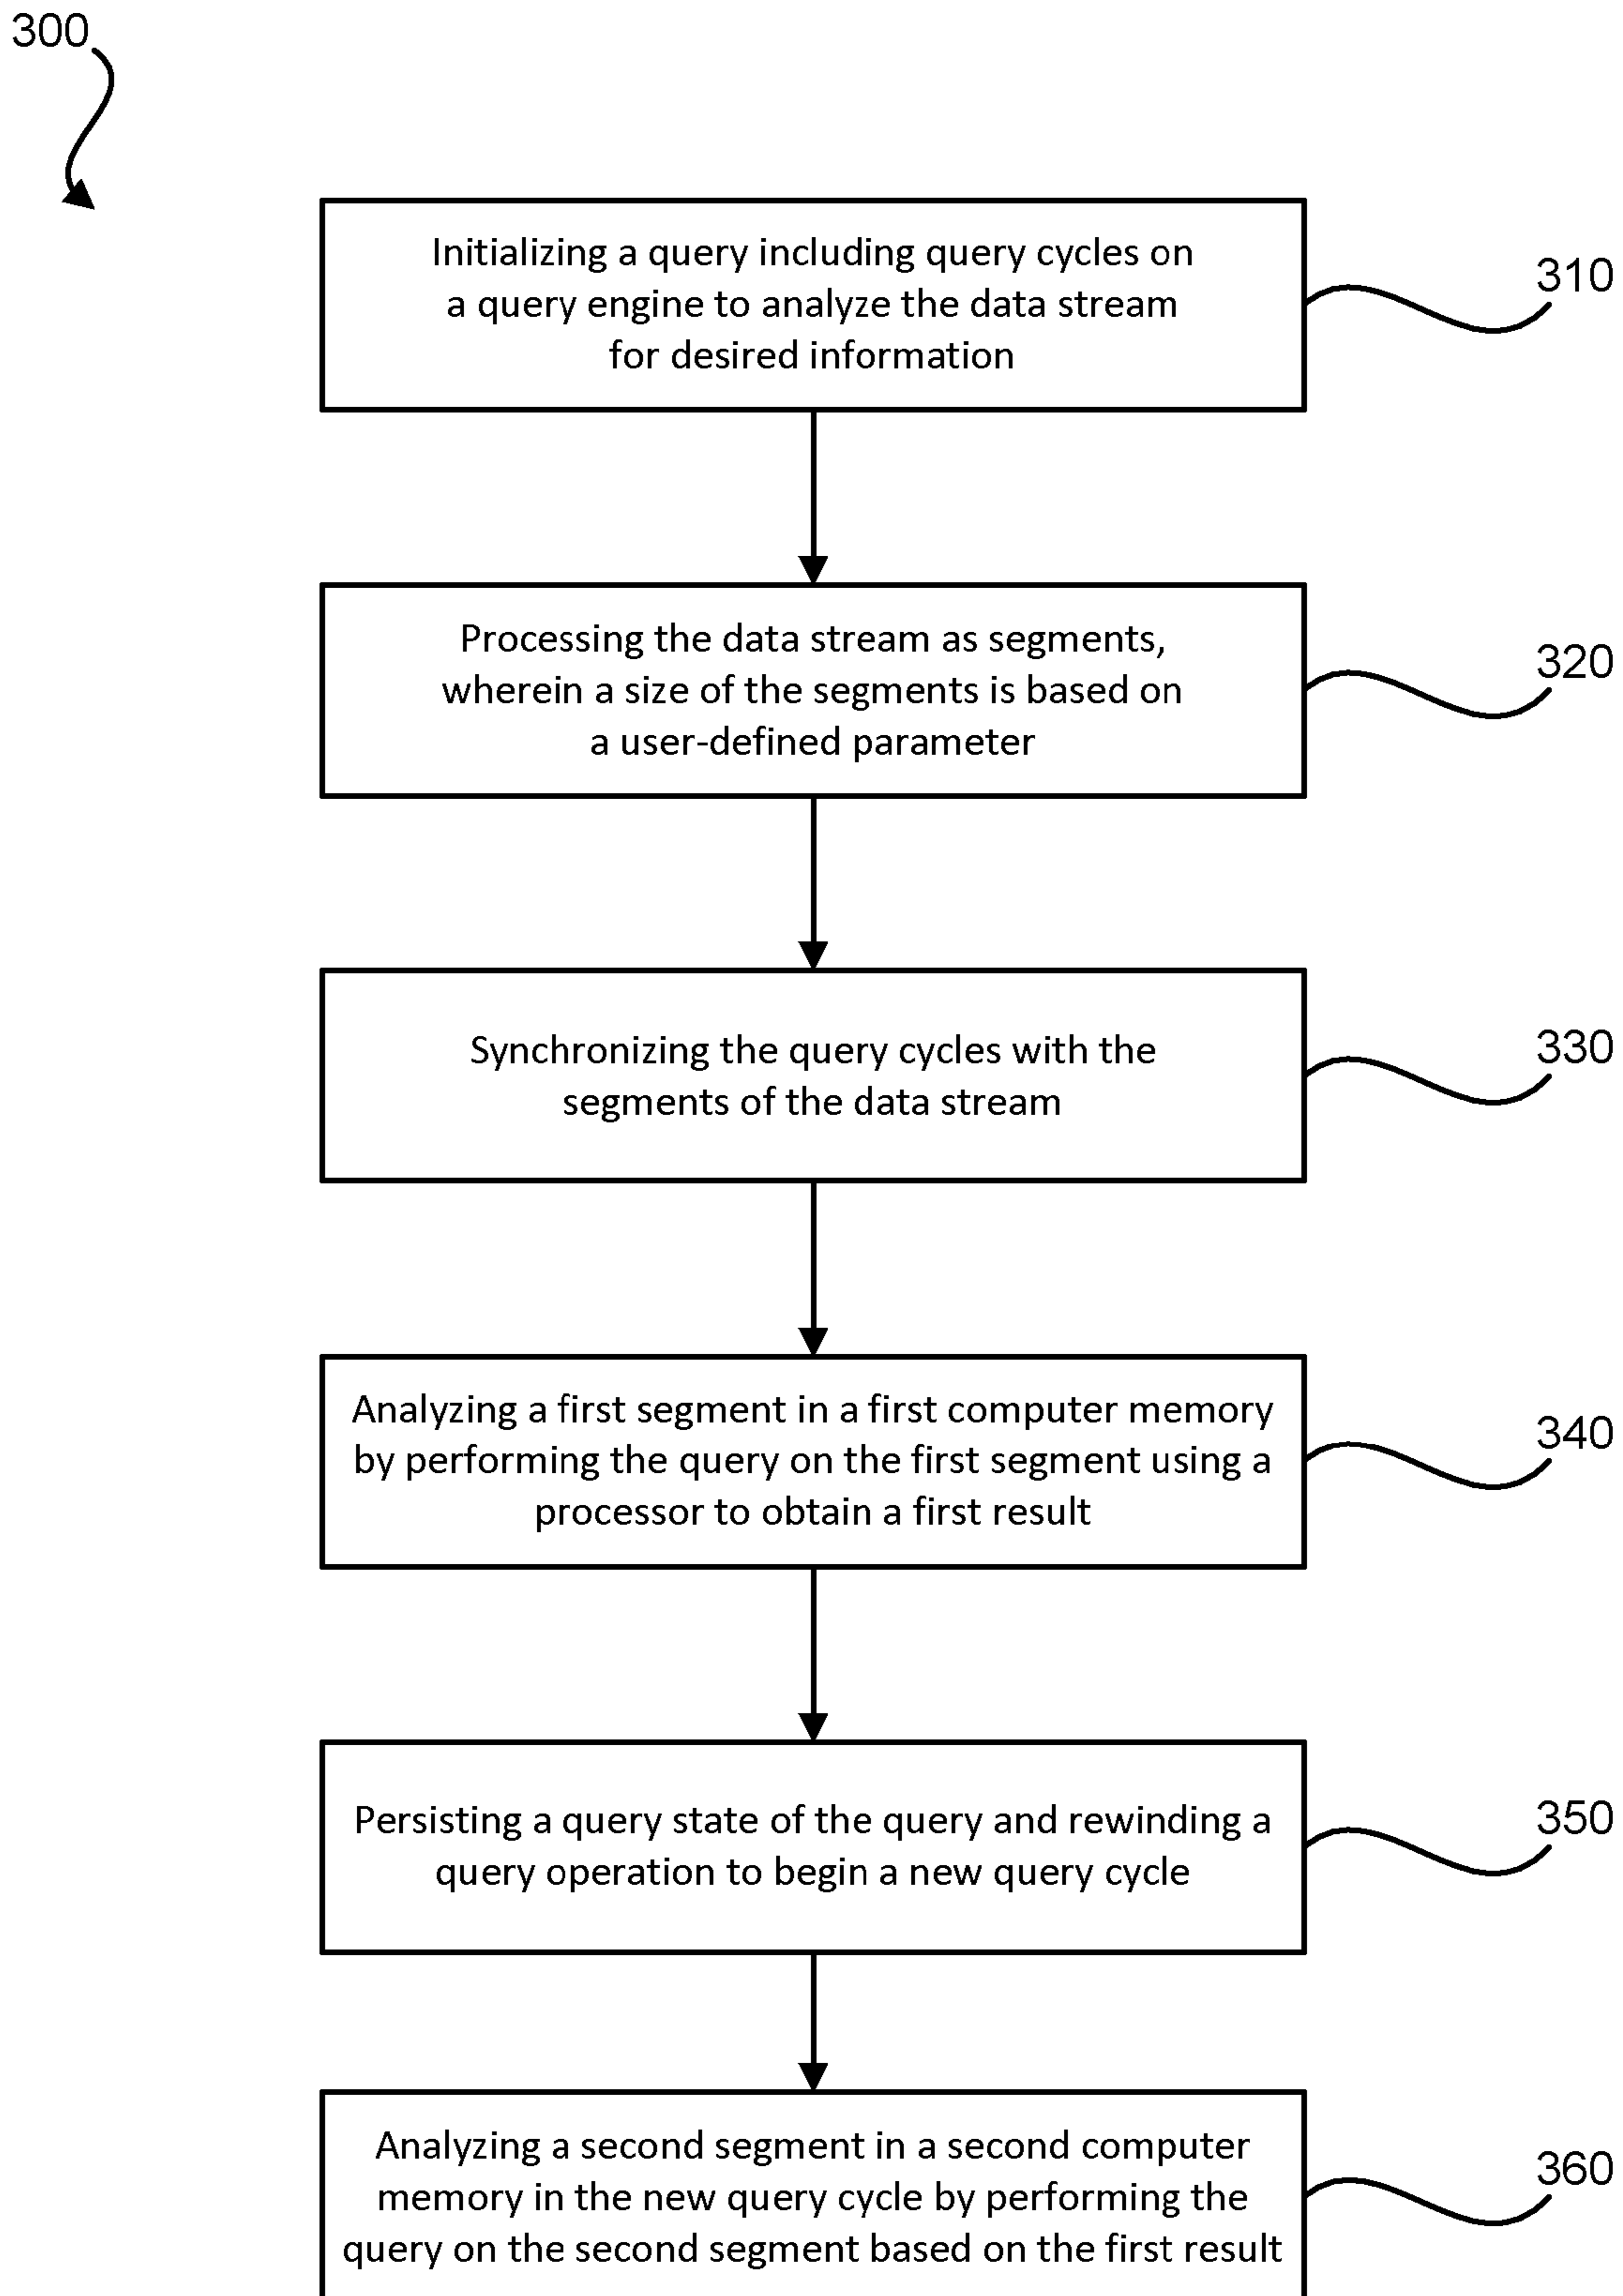 300
Initializing a query including query cycles on
a query engine to analyze the data stream
for desired information
310
Processing the data stream as segments,
wherein a size of the segments is based on
a user-defined parameter
320
Synchronizing the query cycles with the
segments of the data stream
330
Analyzing a first segment in a first computer memory
by performing the query on the first segment using a
processor to obtain a first result
340
Persisting a query state of the query and rewinding a
query operation to begin a new query cycle
350
Analyzing a second segment in a second computer
memory in the new query cycle by performing the
query on the second segment based on the first result
360